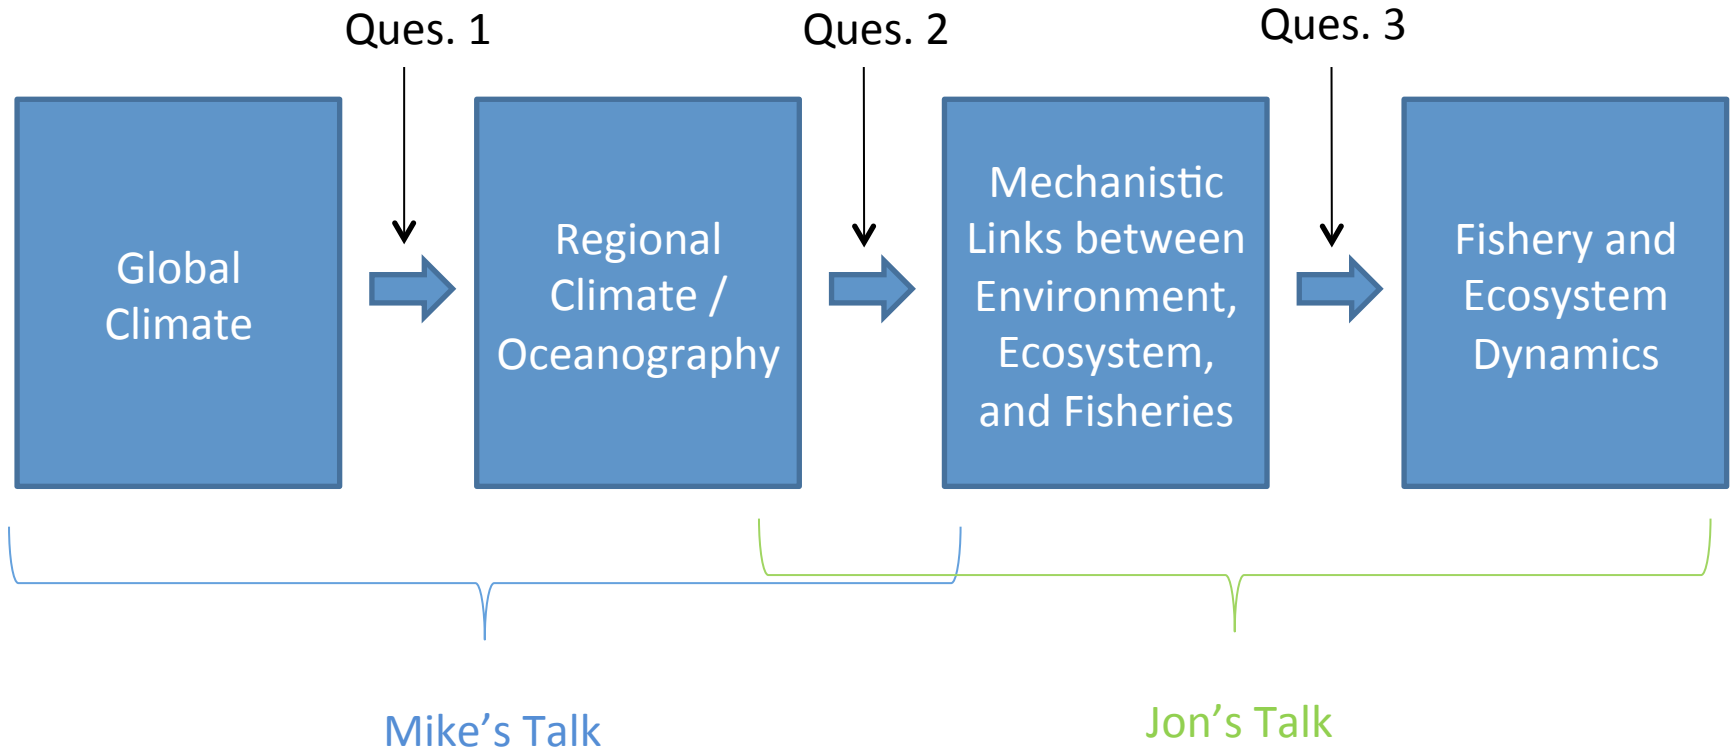 Ques. 1
Ques. 2
Ques. 3
Global
Climate
Regional
Climate /
Oceanography
Mechanistic
Links between
Environment,
Ecosystem,
and Fisheries
Fishery and
Ecosystem
Dynamics
Mike's Talk
Jon's Talk